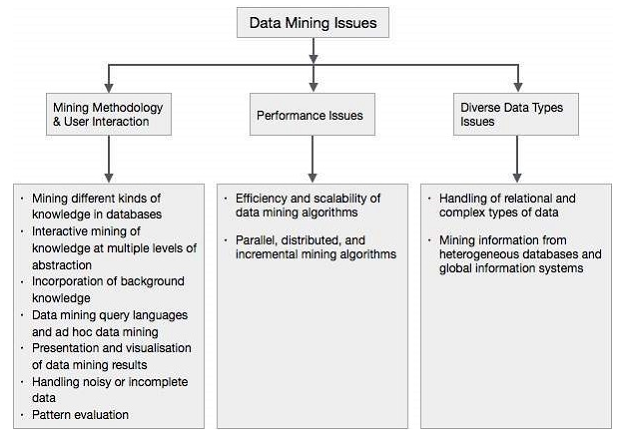 Data Mining Issues
Mining Methodology
& User Interaction
Performance Issues
Diverse Data Types
Issues
· Mining different kinds of
knowledge in databases
· Interactive mining of
knowledge at multiple levels of
abstraction
· Incorporation of background
knowledge
· Data mining query languages
and ad hoc data mining
· Presentation and visualisation
of data mining results
· Handling noisy or incomplete
data
· Pattern evaluation
· Efficiency and scalability of
data mining algorithms
· Parallel, distributed, and
incremental mining algorithms
· Handling of relational and
complex types of data
· Mining information from
heterogeneous databases and
global information systems